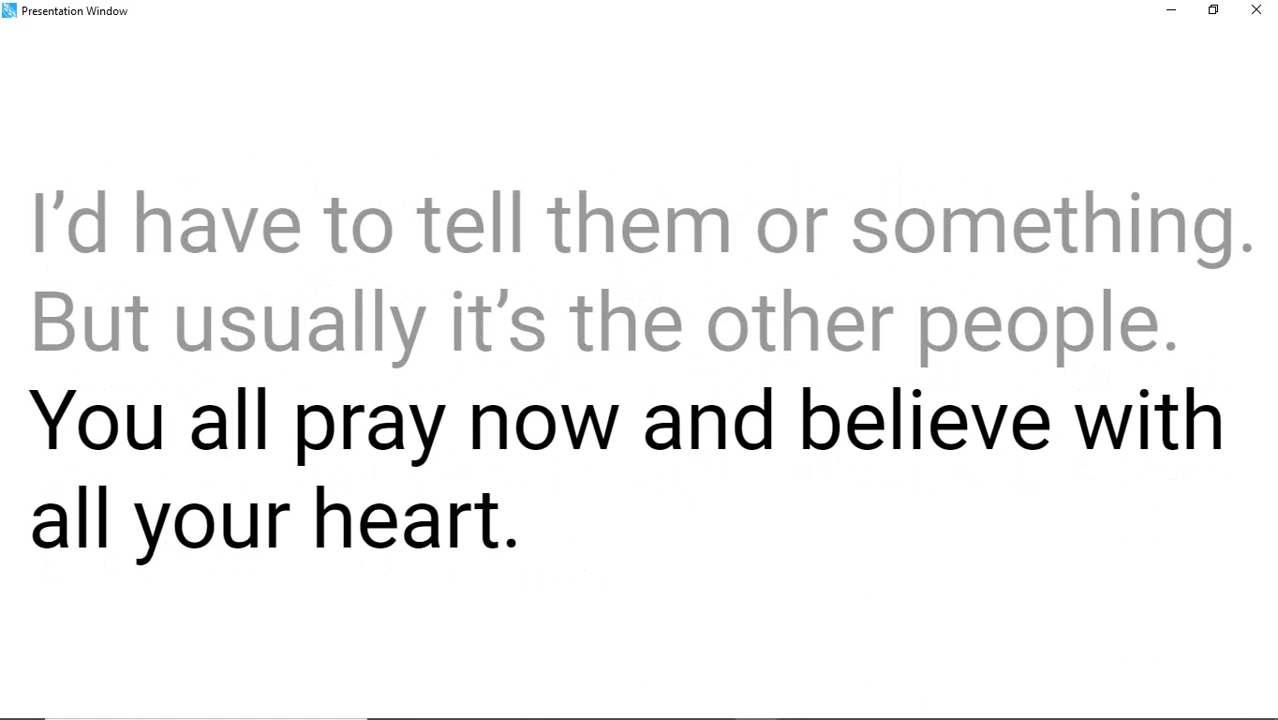 Presentation Window
I’d have to tell them or something.
But usually it’s the other people.
You all pray now and believe with
all your heart.